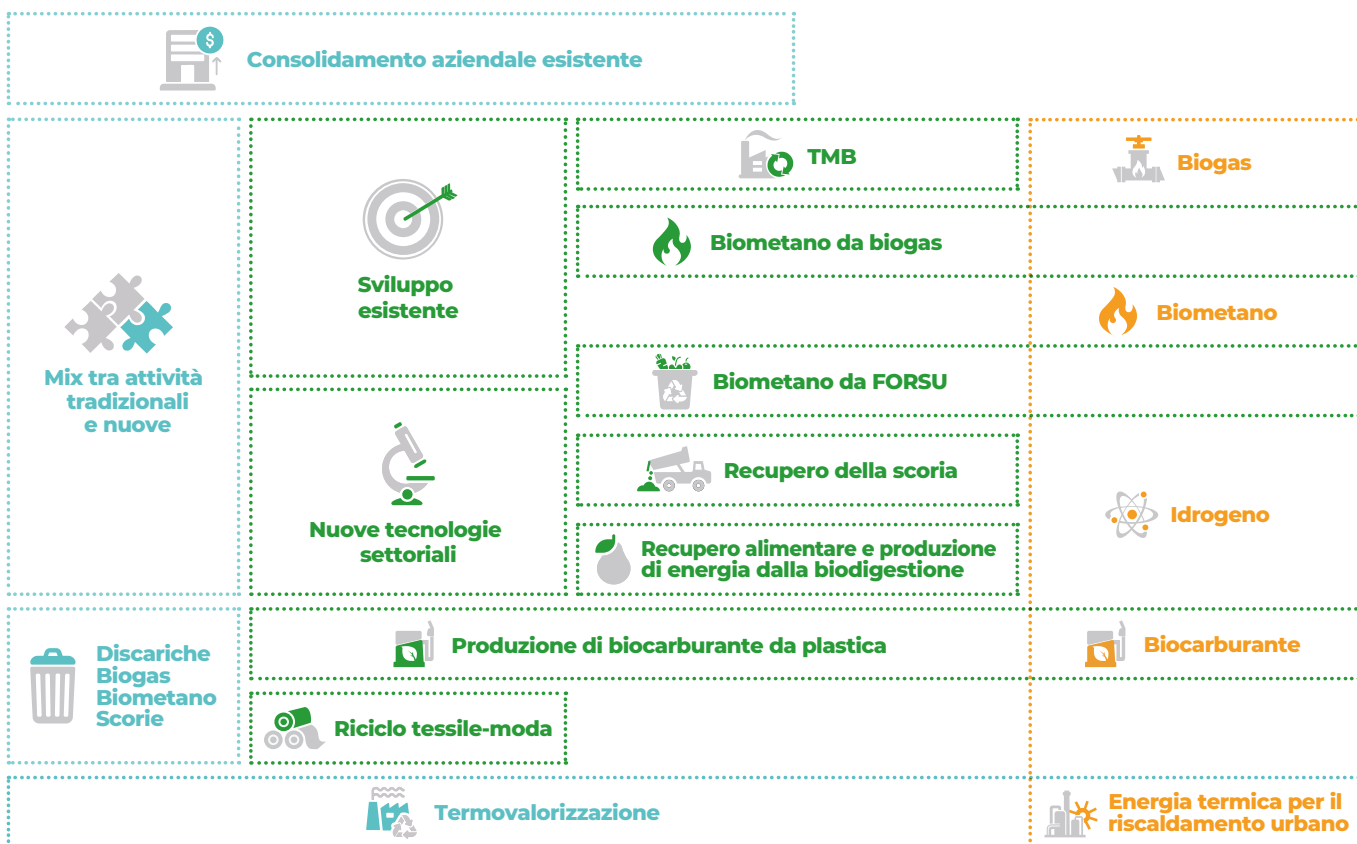 $
Consolidamento aziendale esistente
TMB
Biogas
Biometano da biogas
Sviluppo
esistente
Biometano
Mix tra attività
tradizionali
e nuove
Biometano da FORSU
Recupero della scoria
Nuove tecnologie
settoriali
Idrogeno
Recupero alimentare e produzione
di energia dalla biodigestione
Discariche
Biogas
Biometano
Scorie
Produzione di biocarburante da plastica
Biocarburante
Riciclo tessile-moda
Termovalorizzazione
Energia termica per il
riscaldamento urbano